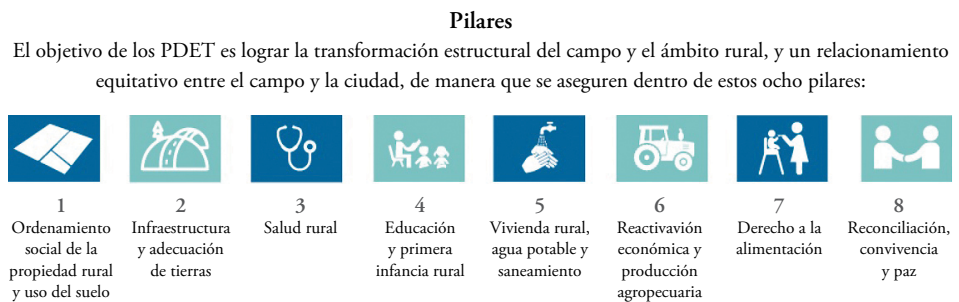 Pilares
El objetivo de los PDET es lograr la transformación estructural del campo y el ámbito rural, y un relacionamiento
equitativo entre el campo y la ciudad, de manera que se aseguren dentro de estos ocho pilares:
1
Ordenamiento
social de la
propiedad rural
y uso del suelo
2
Infraestructura
y adecuación
de tierras
3
Salud rural
4
Educación
y primera
infancia rural
5
Vivienda rural,
agua potable y
saneamiento
6
Reactivavión
económica y
producción
agropecuaria
7
Derecho a la
alimentación
8
Reconciliación,
convivencia
y paz